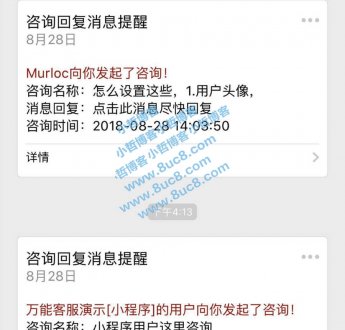 咨询回复消息提醒
8月28日
Murloc向你发起了咨询！
咨询名称：怎么设置这些，1.用户头像，
消息回复：点击此消息尽快回复
咨询时间：2018-08-28 14:03:50
小哲博客 小哲博客
小哲博客 小哲博客
www.8uc8.com
www.8uc8.com
详情
下午4:13
咨询回复消息提醒
8月28日
万能客服演示[小程序]的用户向你发起了咨询！
咨询名称：小程序用户这里咨询